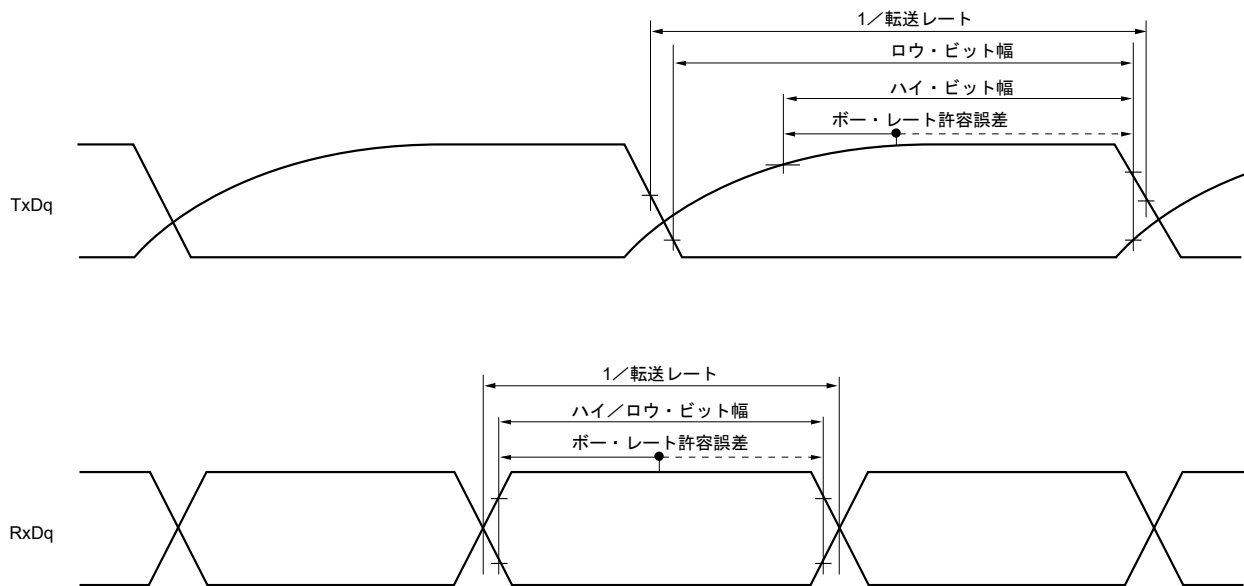 1／転送レート
ロウ・ビット幅
ハイ・ビット幅
ボー・レート許容誤差
TxDq
1／転送レート
ハイ／ロウ・ビット幅
ボー・レート許容誤差
RxDq